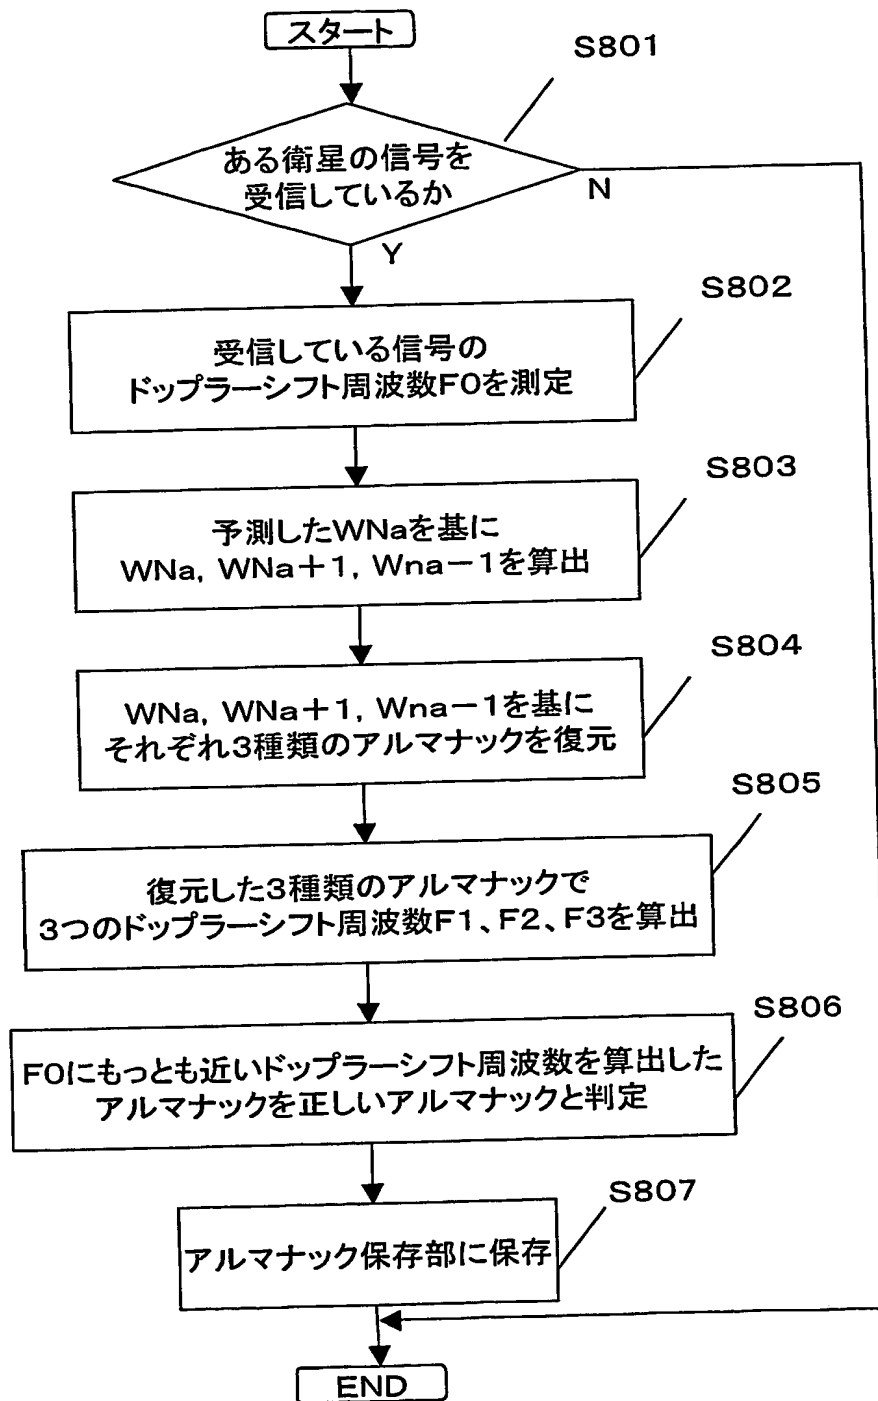 スタート
S801
ある衛星の信号を
受信しているか
N
Y
S802
受信している信号の
ドップラーシフト周波数F0を測定
S803
予測したWNaを基に
WNa, WNa+1, Wna-1を算出
S804
WNa, WNa+1, Wna-1を基に
それぞれ3種類のアルマナックを復元
S805
復元した3種類のアルマナックで
3つのドップラーシフト周波数F1、F2、F3を算出
S806
F0にもっとも近いドップラーシフト周波数を算出した
アルマナックを正しいアルマナックと判定
S807
アルマナック保存部に保存
END